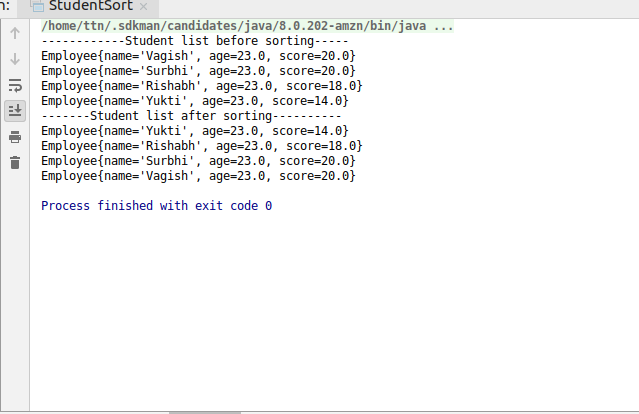 n: StudentSort
/home/ttn/.sdkman/candidates/java/8.0.202-amzn/bin/java ...
------------Student list before sorting-----
Employee{name='Vagish', age=23.0, score=20.0}
Employee{name='Surbhi', age=23.0, score=20.0}
Employee{name='Rishabh', age=23.0, score=18.0}
Employee{name='Yukti', age=23.0, score=14.0}
-------Student list after sorting----------
Employee{name='Yukti', age=23.0, score=14.0}
Employee{name='Rishabh', age=23.0, score=18.0}
Employee{name='Surbhi', age=23.0, score=20.0}
Employee{name='Vagish', age=23.0, score=20.0}
Process finished with exit code 0